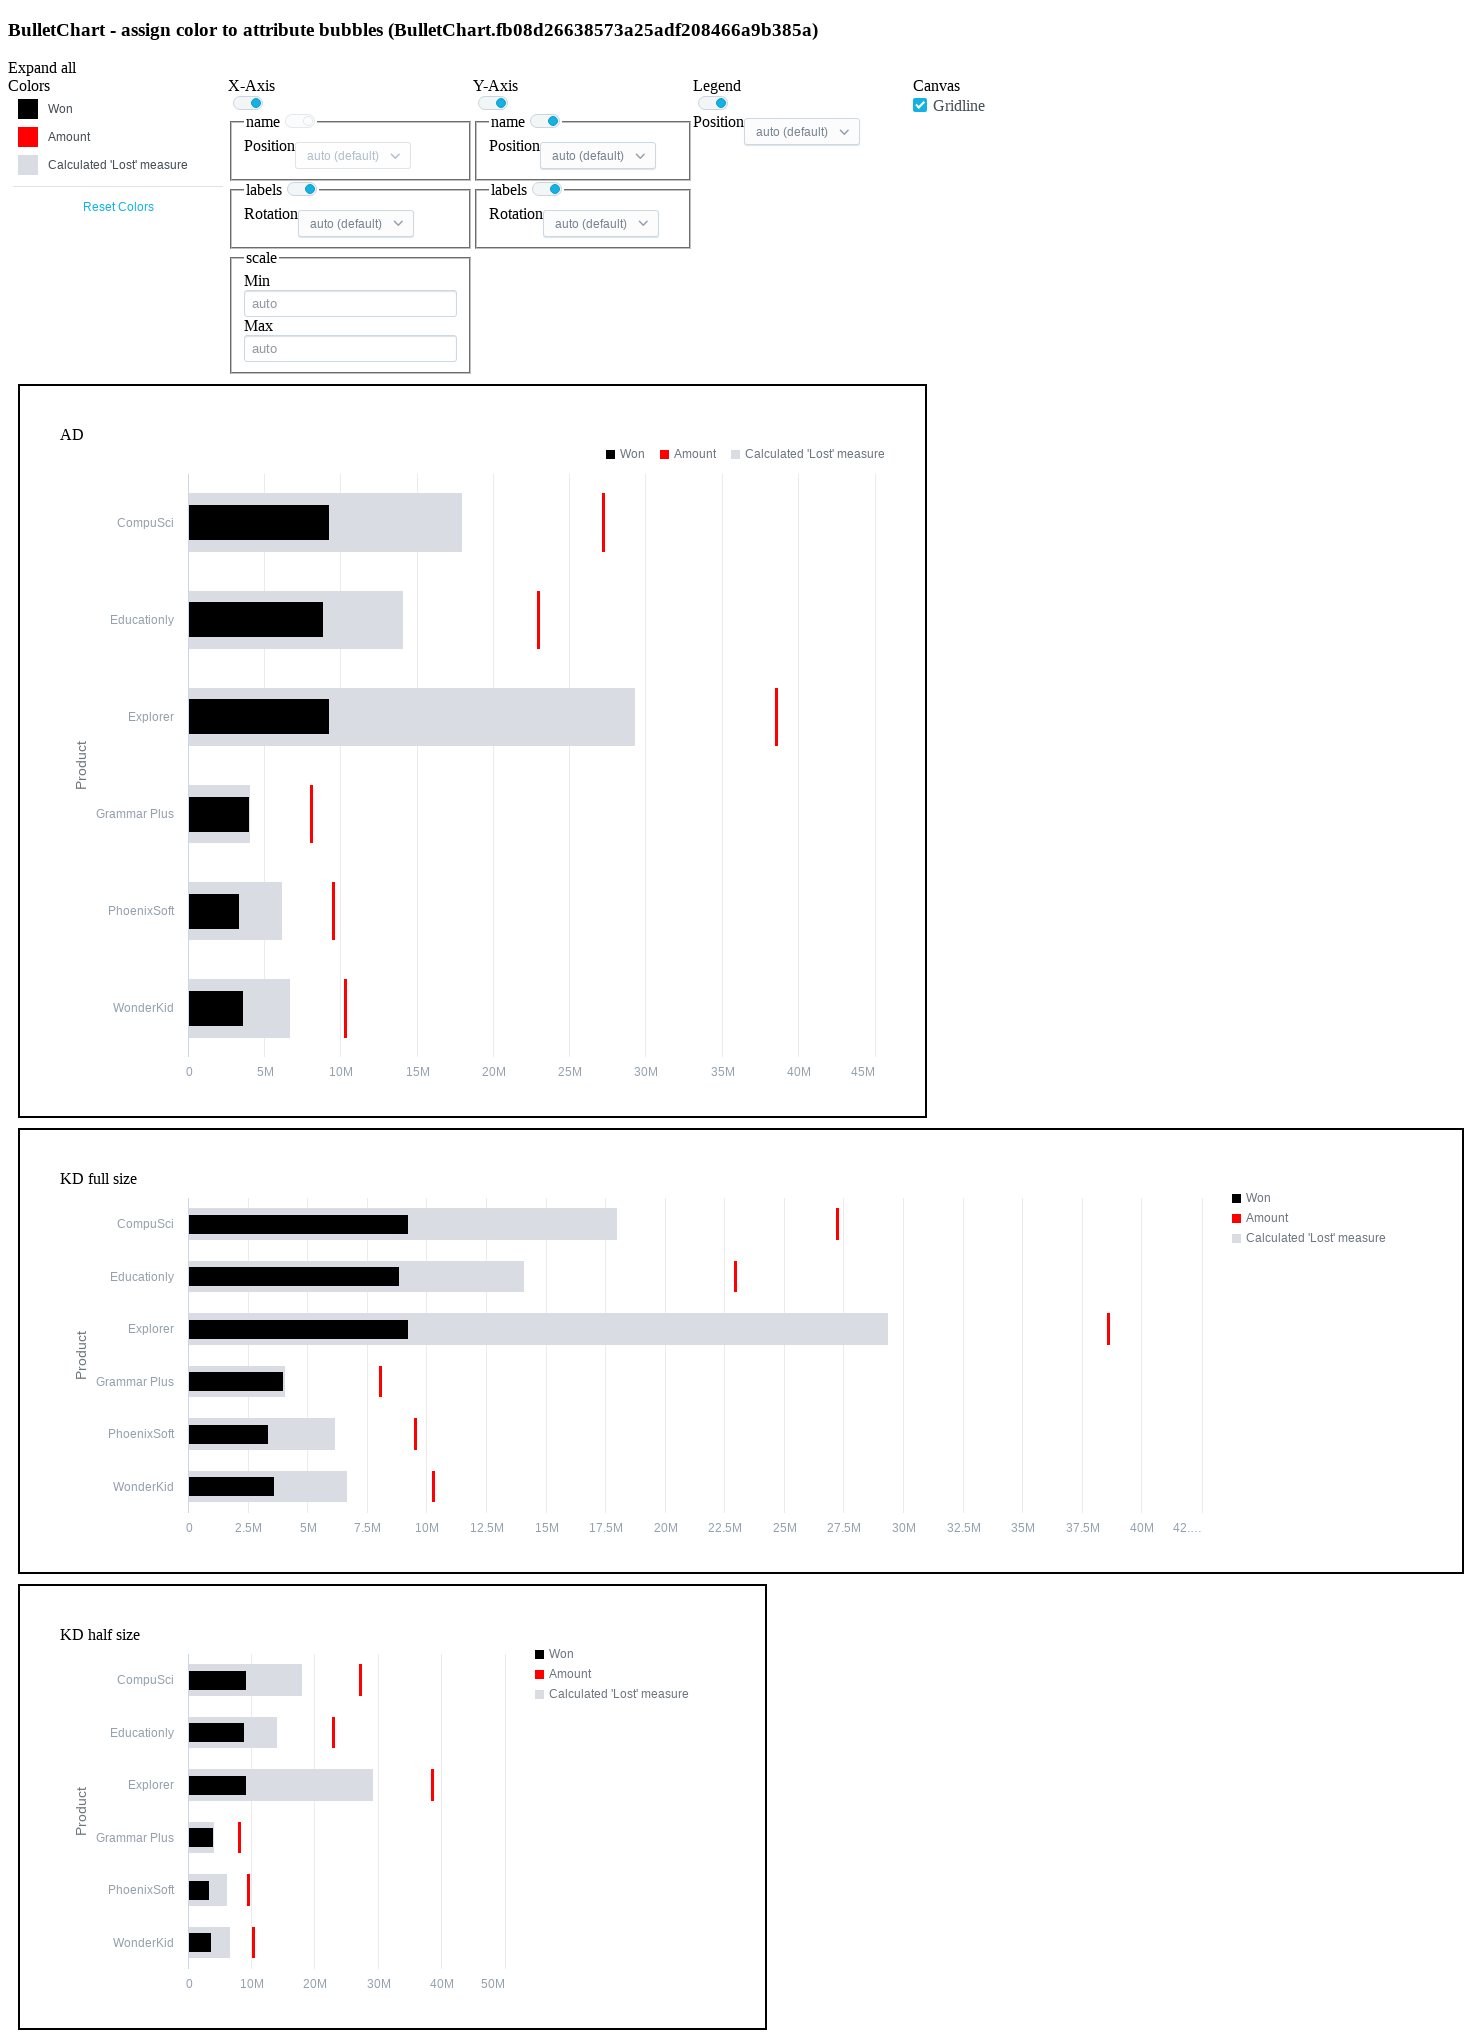 BulletChart - assign color to attribute bubbles (BulletChart.fb08d26638573a25adf208466a9b385a)
Expand all
Colors
Won
Amount
Calculated 'Lost' measure
Reset Colors
X-Axis
name
Position auto (default)
labels
Rotation auto (default)
scale
Min
auto
Max
auto
Y-Axis
name
Position auto (default)
labels
Rotation auto (default)
Legend
Position auto (default)
Canvas
Gridline
AD
Won Amount Calculated 'Lost' measure
Product
CompuSci
Educationly
Explorer
Grammar Plus
PhoenixSoft
WonderKid
0 5M 10M 15M 20M 25M 30M 35M 40M 45M
KD full size
Won
Amount
Calculated 'Lost' measure
Product
CompuSci
Educationly
Explorer
Grammar Plus
PhoenixSoft
WonderKid
0 2.5M 5M 7.5M 10M 12.5M 15M 17.5M 20M 22.5M 25M 27.5M 30M 32.5M 35M 37.5M 40M 42.…
KD half size
Won
Amount
Calculated 'Lost' measure
Product
CompuSci
Educationly
Explorer
Grammar Plus
PhoenixSoft
WonderKid
0 10M 20M 30M 40M 50M